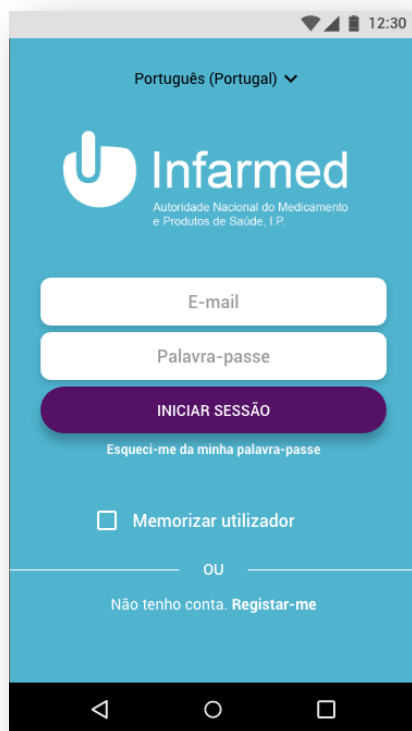 12:30
Português (Portugal)
Infarmed
Autoridade Nacional do Medicamento
e Produtos de Saúde, I.P.
E-mail
Palavra-passe
INICIAR SESSÃO
Esqueci-me da minha palavra-passe
Memorizar utilizador
OU
Não tenho conta. Registar-me